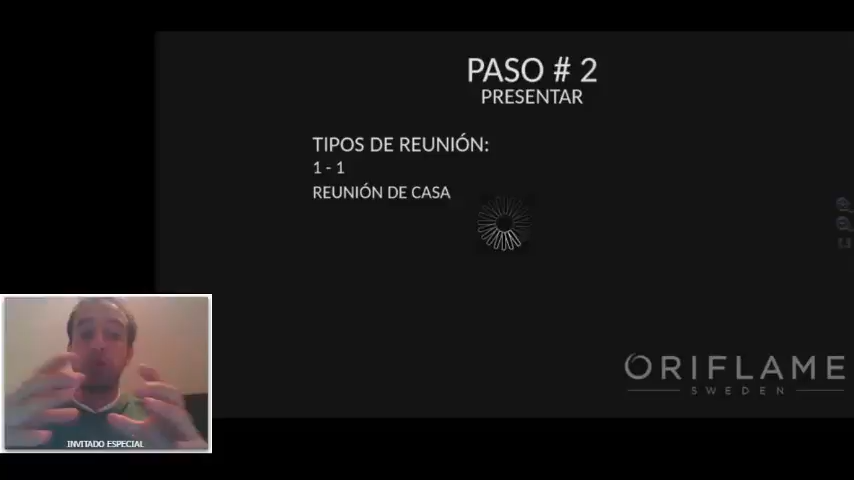 PASO # 2
PRESENTAR
TIPOS DE REUNIÓN:
1 - 1
REUNIÓN DE CASA
ORIFLAME
SWEDEN
INVITADO ESPECIAL